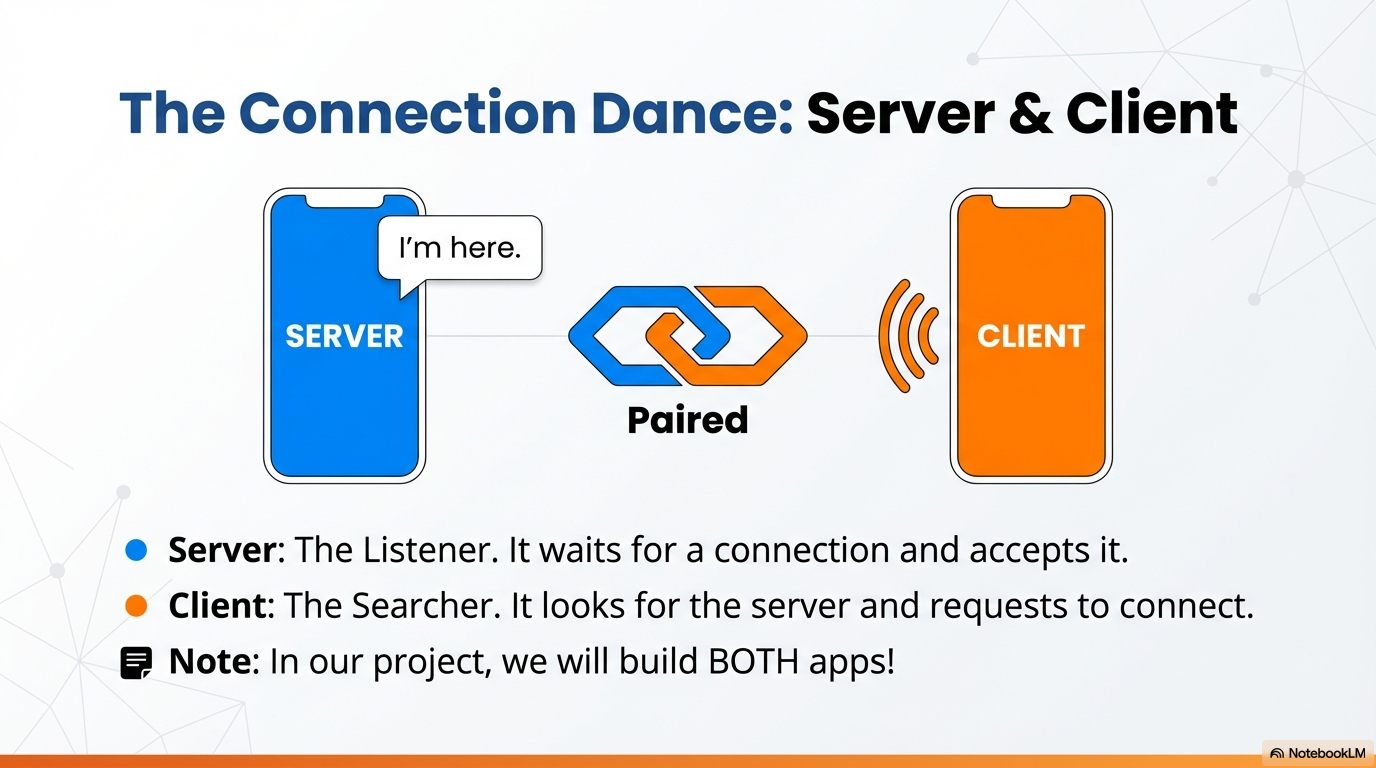 The Connection Dance: Server & Client
I'm here.
SERVER
CLIENT
Paired
Server: The Listener. It waits for a connection and accepts it.
Client: The Searcher. It looks for the server and requests to connect.
Note: In our project, we will build BOTH apps!
NotebookLM